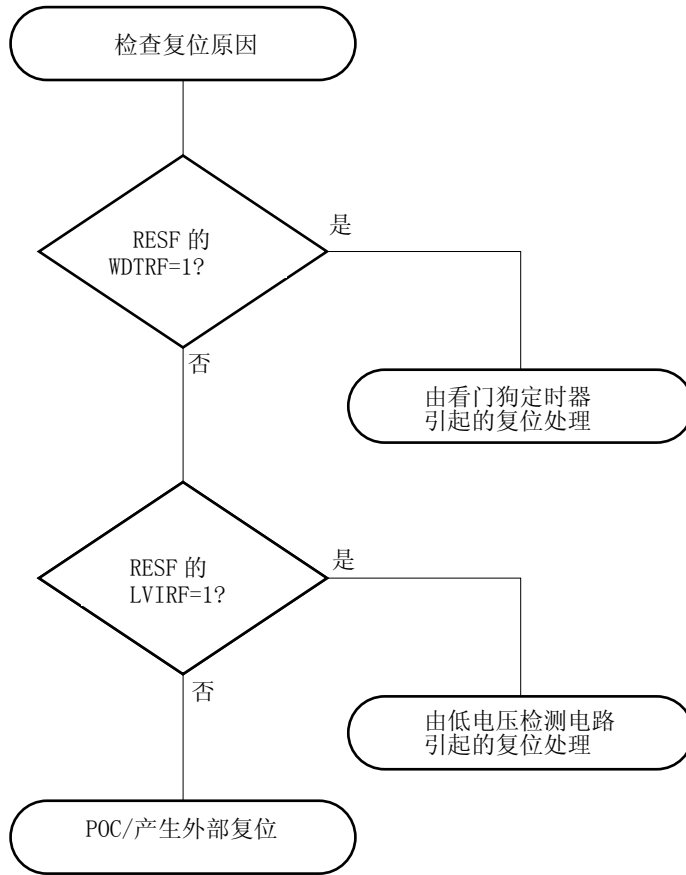 检查复位原因
RESF 的
WDTRF=1?
是
否
由看门狗定时器
引起的复位处理
RESF 的
LVIRF=1?
是
否
由低电压检测电路
引起的复位处理
POC/产生外部复位